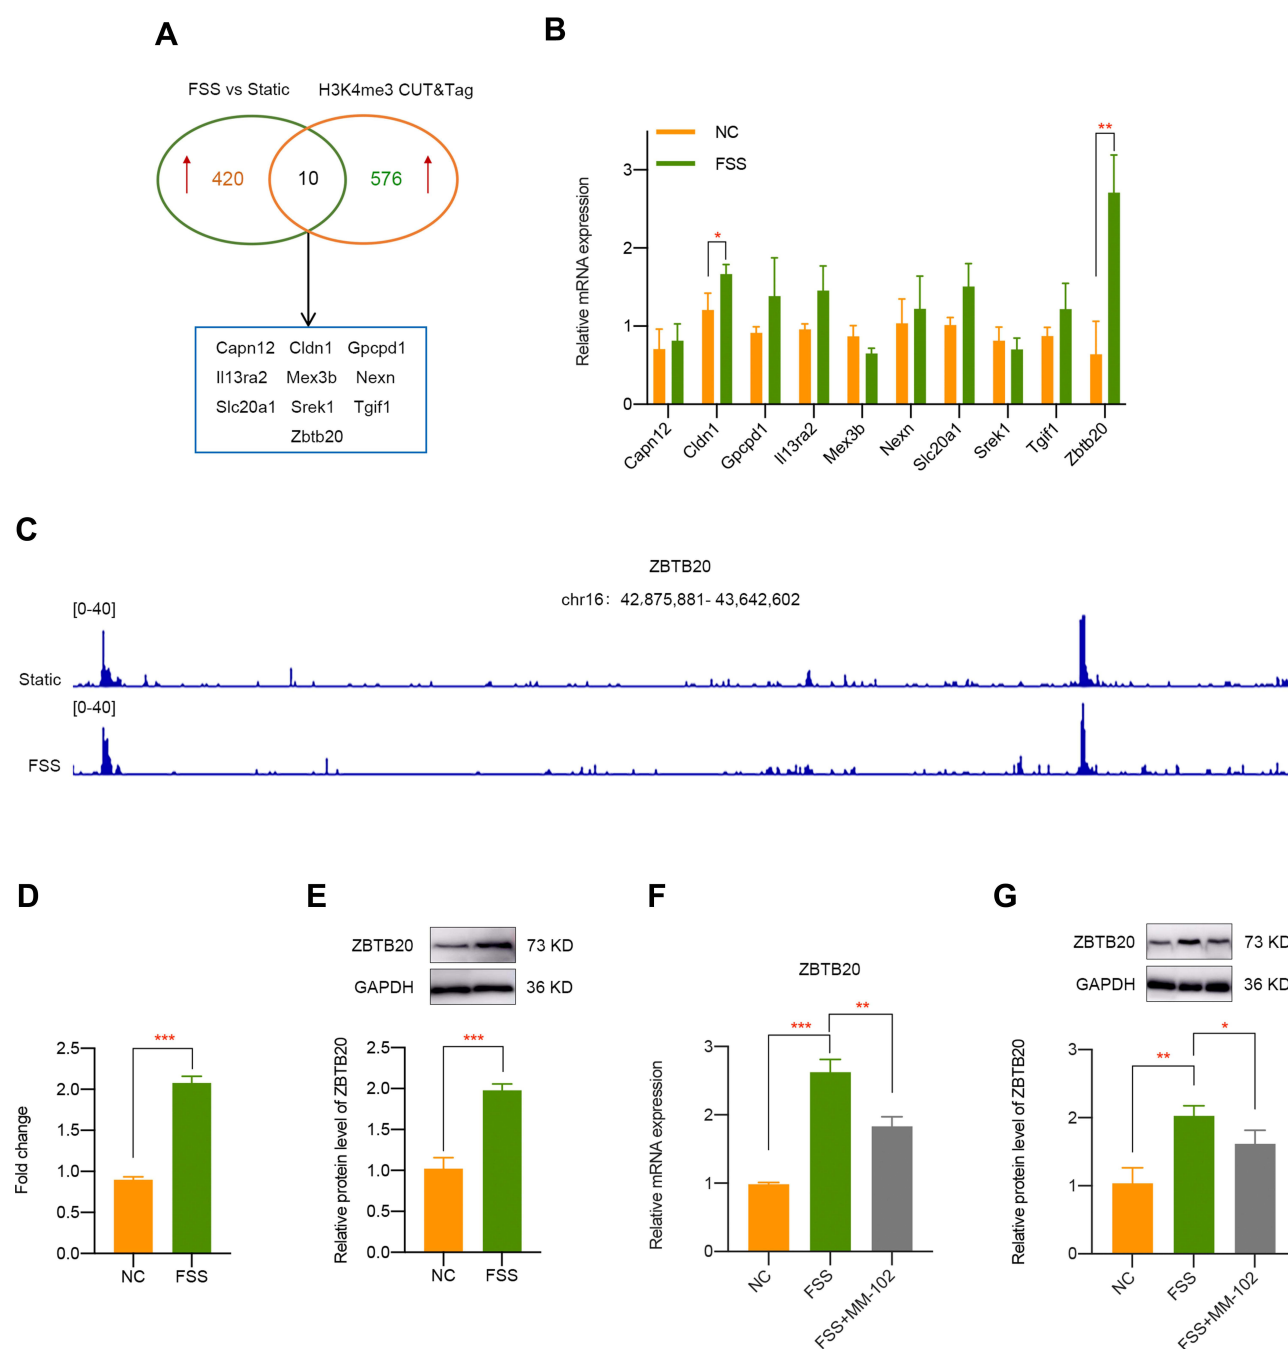 A
FSS vs Static H3K4me3 CUT&Tag
420 10 576
Capn12 Cldn1 Gpcpd1
Il13ra2 Mex3b Nexn
Slc20a1 Srek1 Tgif1
Zbtb20
B
NC
FSS
**
*
Relative mRNA expression
3
2
1
0
Capn12 Cldn1 Gpcpd1 Il13ra2 Mex3b Nexn Slc20a1 Srek1 Tgif1 Zbtb20
C
ZBTB20
chr16: 42,875,881- 43,642,602
[0-40]
Static
[0-40]
FSS
D
***
Fold change
2.5
2.0
1.5
1.0
0.5
0.0
NC FSS
E
ZBTB20 73 KD
GAPDH 36 KD
***
Relative protein level of ZBTB20
2.5
2.0
1.5
1.0
0.5
0.0
NC FSS
F
ZBTB20
**
***
Relative mRNA expression
3
2
1
0
NC FSS FSS+MM-102
G
ZBTB20 73 KD
GAPDH 36 KD
*
**
Relative protein level of ZBTB20
3
2
1
0
NC FSS FSS+MM-102